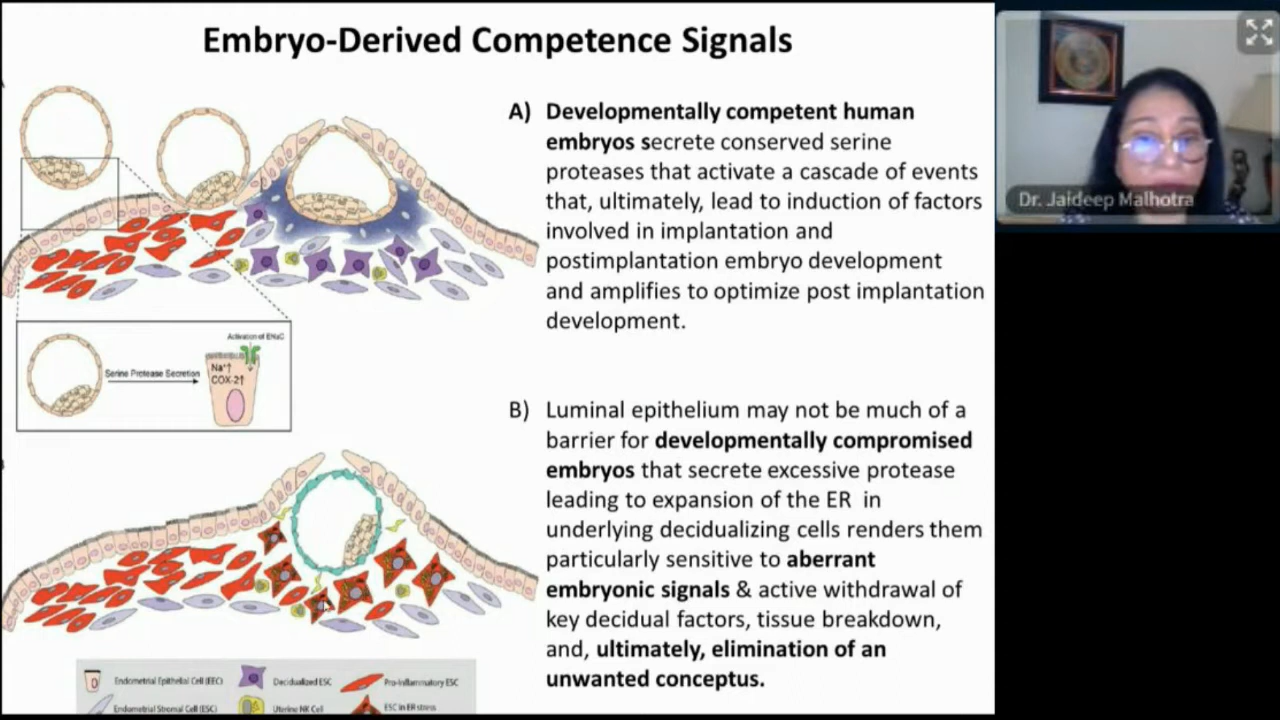 Embryo-Derived Competence Signals
A) Developmentally competent human
embryos secrete conserved serine
proteases that activate a cascade of events
that, ultimately, lead to induction of factors
involved in implantation and
postimplantation embryo development
and amplifies to optimize post implantation
development.
Activation of ENaC
Serine Protease Secretion
Na⁺↑
COX-2↑
B) Luminal epithelium may not be much of a
barrier for developmentally compromised
embryos that secrete excessive protease
leading to expansion of the ER in
underlying decidualizing cells renders them
particularly sensitive to aberrant
embryonic signals & active withdrawal of
key decidual factors, tissue breakdown,
and, ultimately, elimination of an
unwanted conceptus.
Endometrial Epithelial Cell (EEC)
Decidualized ESC
Pro-Inflammatory ESC
Endometrial Stromal Cell (ESC)
Uterine NK Cell
ESC in ER stress
Dr. Jaideep Malhotra